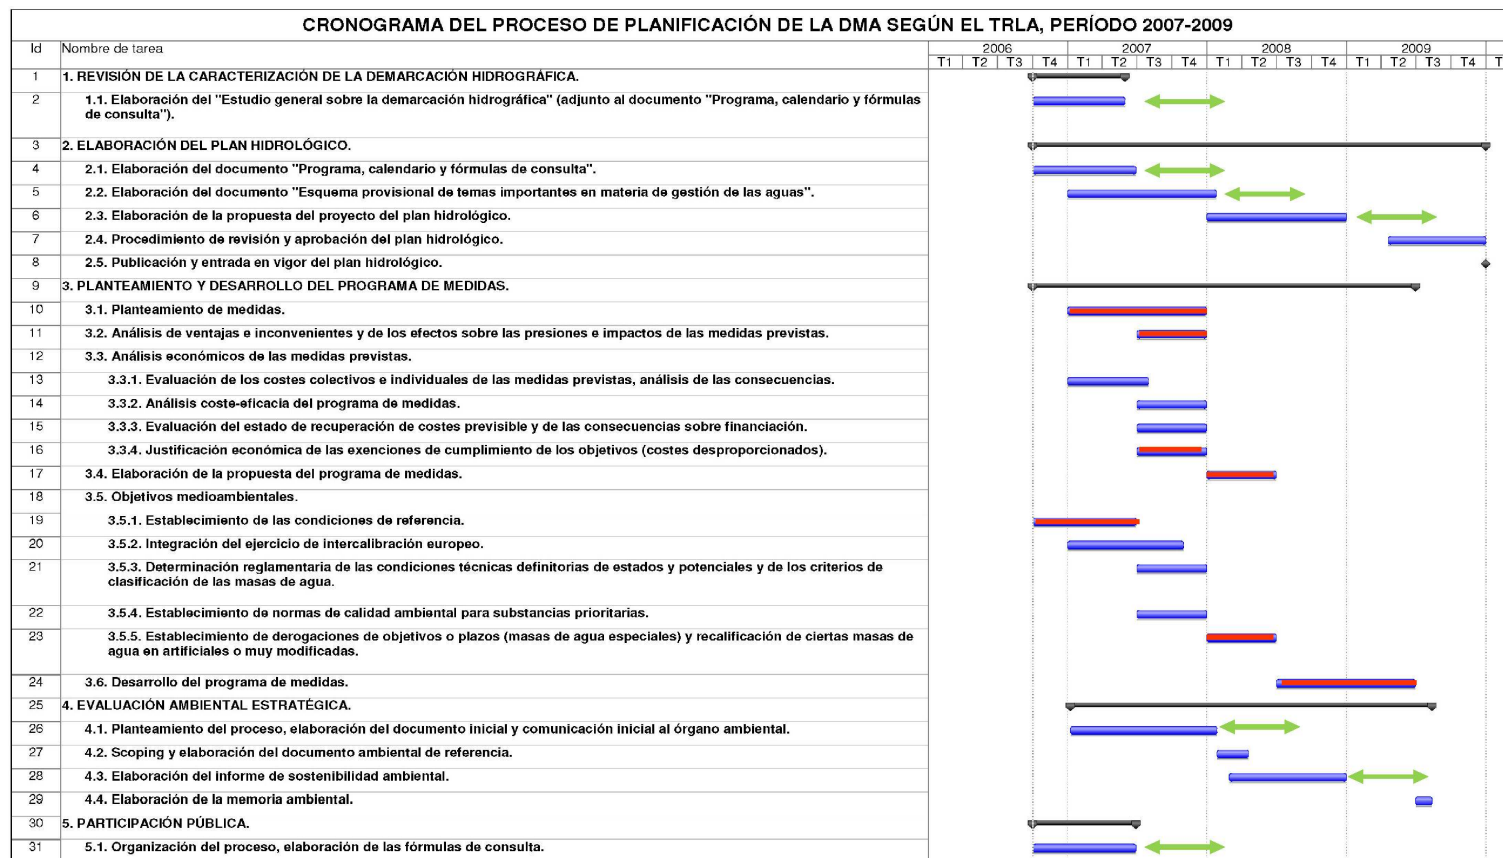 CRONOGRAMA DEL PROCESO DE PLANIFICACIÓN DE LA DMA SEGÚN EL TRLA, PERÍODO 2007-2009
Id Nombre de tarea 2006 2007 2008 2009
T1 T2 T3 T4 T1 T2 T3 T4 T1 T2 T3 T4 T1 T2 T3 T4 T
1 1. REVISIÓN DE LA CARACTERIZACIÓN DE LA DEMARCACIÓN HIDROGRÁFICA.
2 1.1. Elaboración del "Estudio general sobre la demarcación hidrográfica" (adjunto al documento "Programa, calendario y fórmulas
de consulta").
3 2. ELABORACIÓN DEL PLAN HIDROLÓGICO.
4 2.1. Elaboración del documento "Programa, calendario y fórmulas de consulta".
5 2.2. Elaboración del documento "Esquema provisional de temas importantes en materia de gestión de las aguas".
6 2.3. Elaboración de la propuesta del proyecto del plan hidrológico.
7 2.4. Procedimiento de revisión y aprobación del plan hidrológico.
8 2.5. Publicación y entrada en vigor del plan hidrológico.
9 3. PLANTEAMIENTO Y DESARROLLO DEL PROGRAMA DE MEDIDAS.
10 3.1. Planteamiento de medidas.
11 3.2. Análisis de ventajas e inconvenientes y de los efectos sobre las presiones e impactos de las medidas previstas.
12 3.3. Análisis económicos de las medidas previstas.
13 3.3.1. Evaluación de los costes colectivos e individuales de las medidas previstas, análisis de las consecuencias.
14 3.3.2. Análisis coste-eficacia del programa de medidas.
15 3.3.3. Evaluación del estado de recuperación de costes previsible y de las consecuencias sobre financiación.
16 3.3.4. Justificación económica de las exenciones de cumplimiento de los objetivos (costes desproporcionados).
17 3.4. Elaboración de la propuesta del programa de medidas.
18 3.5. Objetivos medioambientales.
19 3.5.1. Establecimiento de las condiciones de referencia.
20 3.5.2. Integración del ejercicio de intercalibración europeo.
21 3.5.3. Determinación reglamentaria de las condiciones técnicas definitorias de estados y potenciales y de los criterios de
clasificación de las masas de agua.
22 3.5.4. Establecimiento de normas de calidad ambiental para substancias prioritarias.
23 3.5.5. Establecimiento de derogaciones de objetivos o plazos (masas de agua especiales) y recalificación de ciertas masas de
agua en artificiales o muy modificadas.
24 3.6. Desarrollo del programa de medidas.
25 4. EVALUACIÓN AMBIENTAL ESTRATÉGICA.
26 4.1. Planteamiento del proceso, elaboración del documento inicial y comunicación inicial al órgano ambiental.
27 4.2. Scoping y elaboración del documento ambiental de referencia.
28 4.3. Elaboración del informe de sostenibilidad ambiental.
29 4.4. Elaboración de la memoria ambiental.
30 5. PARTICIPACIÓN PÚBLICA.
31 5.1. Organización del proceso, elaboración de las fórmulas de consulta.